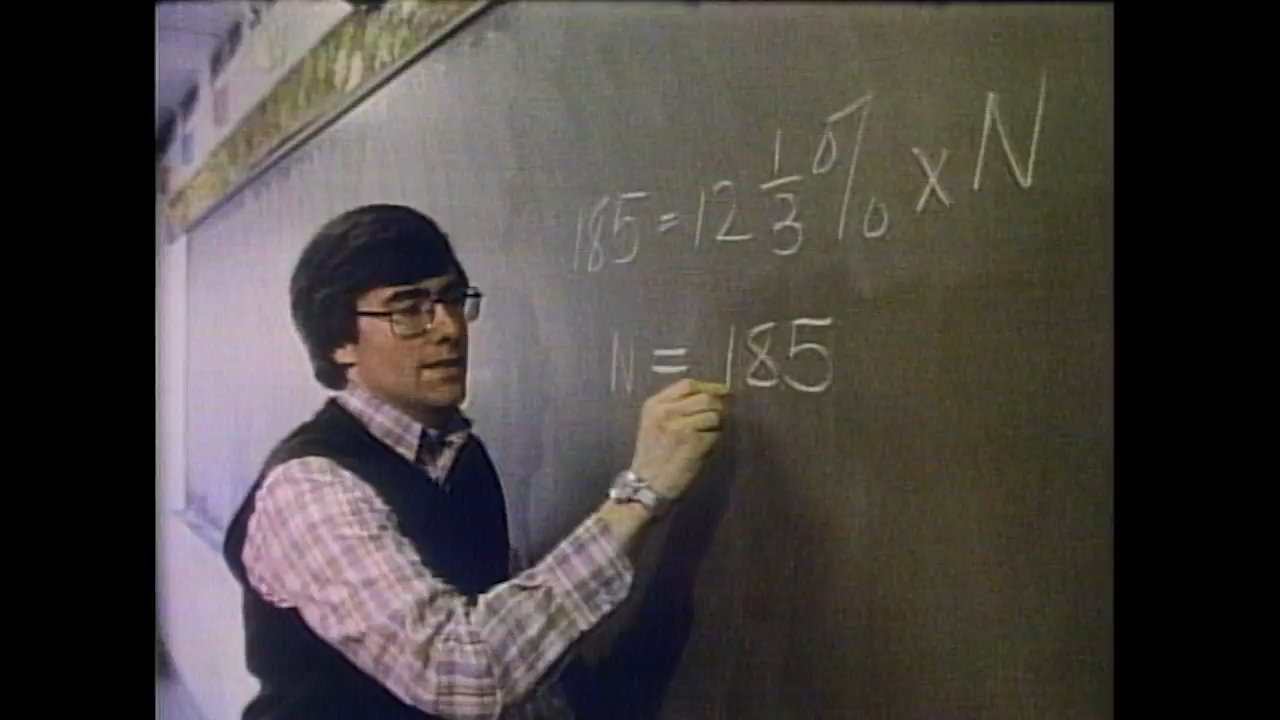 185 = 12 1/3 % x N
N = 185